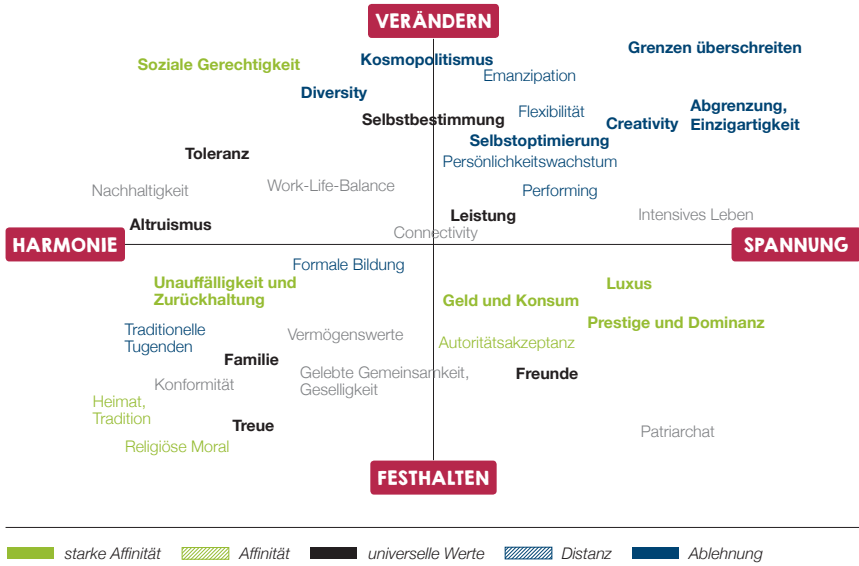 VERÄNDERN
Grenzen überschreiten
Kosmopolitismus
Soziale Gerechtigkeit
Emanzipation
Diversity
Abgrenzung,
Einzigartigkeit
Flexibilität
Selbstbestimmung
Creativity
Selbstoptimierung
Toleranz
Persönlichkeitswachstum
Work-Life-Balance
Nachhaltigkeit
Performing
Leistung
Intensives Leben
Altruismus
Connectivity
HARMONIE
SPANNUNG
Formale Bildung
Unauffälligkeit und
Zurückhaltung
Luxus
Geld und Konsum
Prestige und Dominanz
Traditionelle
Tugenden
Vermögenswerte
Autoritätsakzeptanz
Familie
Gelebte Gemeinsamkeit,
Geselligkeit
Freunde
Konformität
Heimat,
Tradition
Treue
Patriarchat
Religiöse Moral
FESTHALTEN
starke Affinität
Affinität
universelle Werte
Distanz
Ablehnung